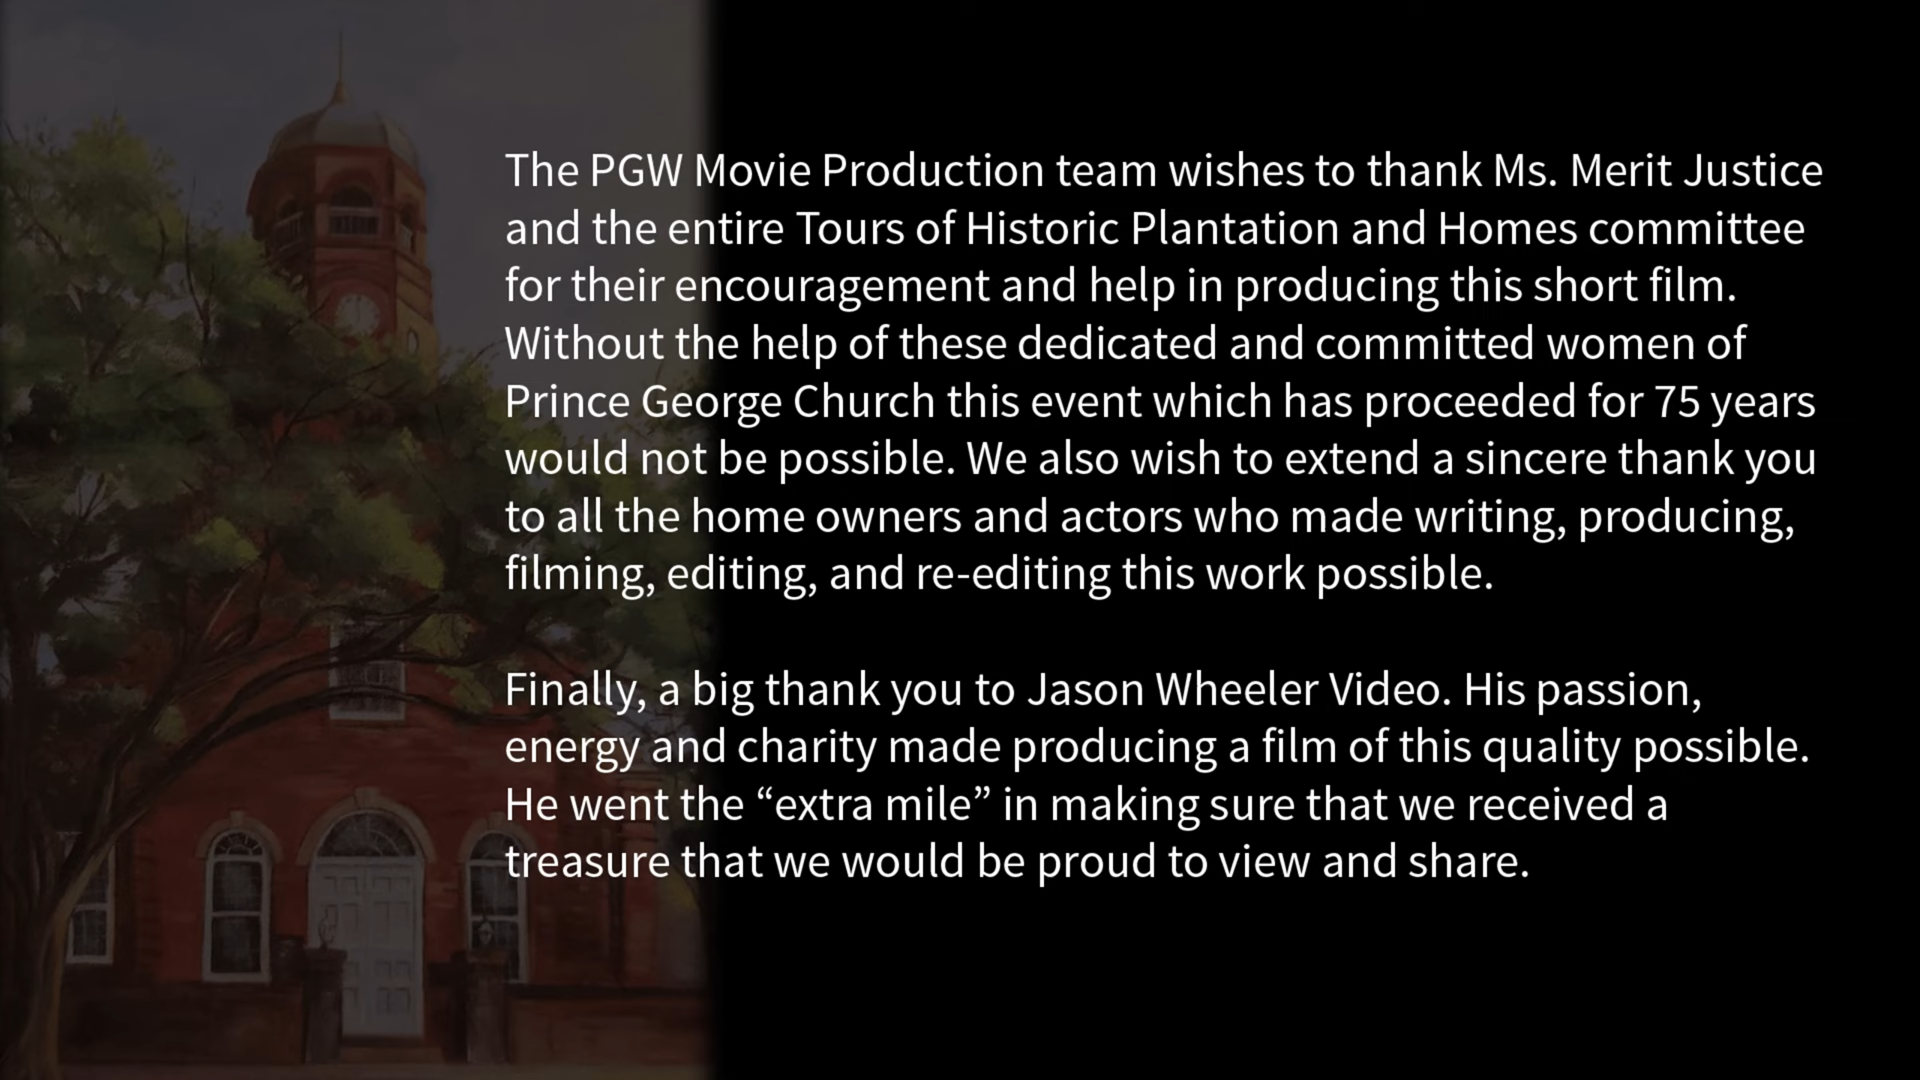 The PGW Movie Production team wishes to thank Ms. Merit Justice
and the entire Tours of Historic Plantation and Homes committee
for their encouragement and help in producing this short film.
Without the help of these dedicated and committed women of
Prince George Church this event which has proceeded for 75 years
would not be possible. We also wish to extend a sincere thank you
to all the home owners and actors who made writing, producing,
filming, editing, and re-editing this work possible.
Finally, a big thank you to Jason Wheeler Video. His passion,
energy and charity made producing a film of this quality possible.
He went the “extra mile” in making sure that we received a
treasure that we would be proud to view and share.